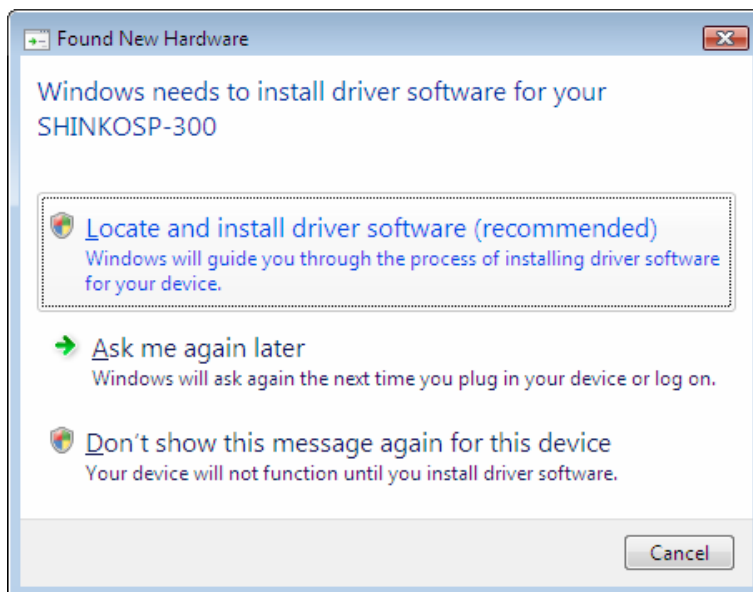 Found New Hardware
Windows needs to install driver software for your
SHINKOSP-300
Locate and install driver software (recommended)
Windows will guide you through the process of installing driver software
for your device.
Ask me again later
Windows will ask again the next time you plug in your device or log on.
Don't show this message again for this device
Your device will not function until you install driver software.
Cancel